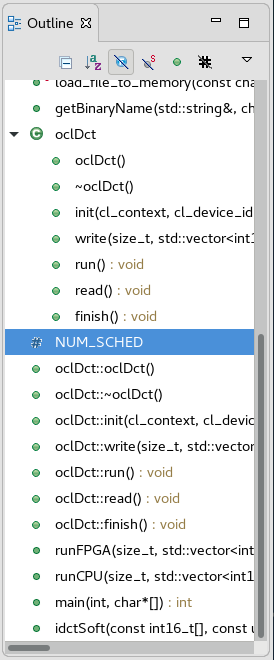 Outline
load_file_to_memory(const cha
getBinaryName(std::string&, ch
oclDct
oclDct()
~oclDct()
init(cl_context, cl_device_id
write(size_t, std::vector<int1
run() : void
read() : void
finish() : void
NUM_SCHED
oclDct::oclDct()
oclDct::~oclDct()
oclDct::init(cl_context, cl_devic
oclDct::write(size_t, std::vector
oclDct::run() : void
oclDct::read() : void
oclDct::finish() : void
runFPGA(size_t, std::vector<int
runCPU(size_t, std::vector<int1
main(int, char*[]) : int
idctSoft(const int16_t[], const u